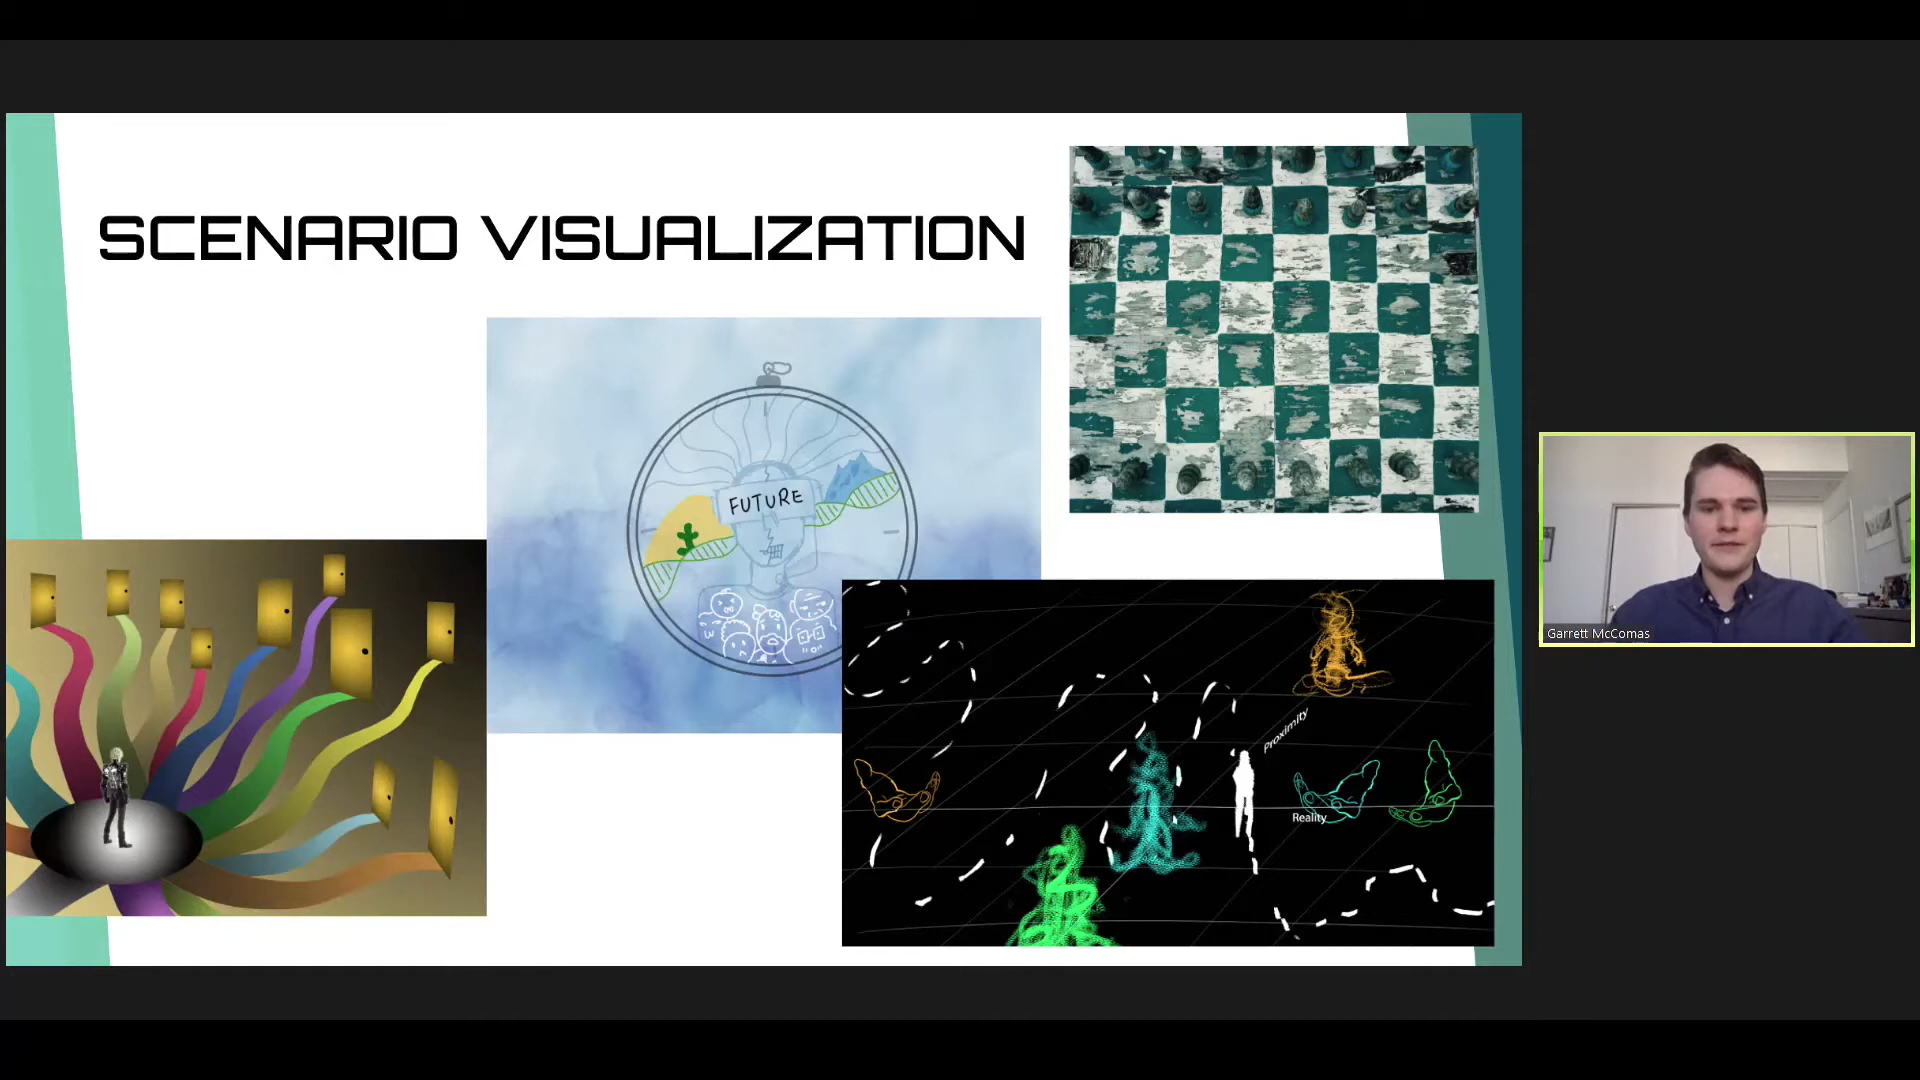 SCENARIO VISUALIZATION
FUTURE
Proximity
Reality
Garrett McComas